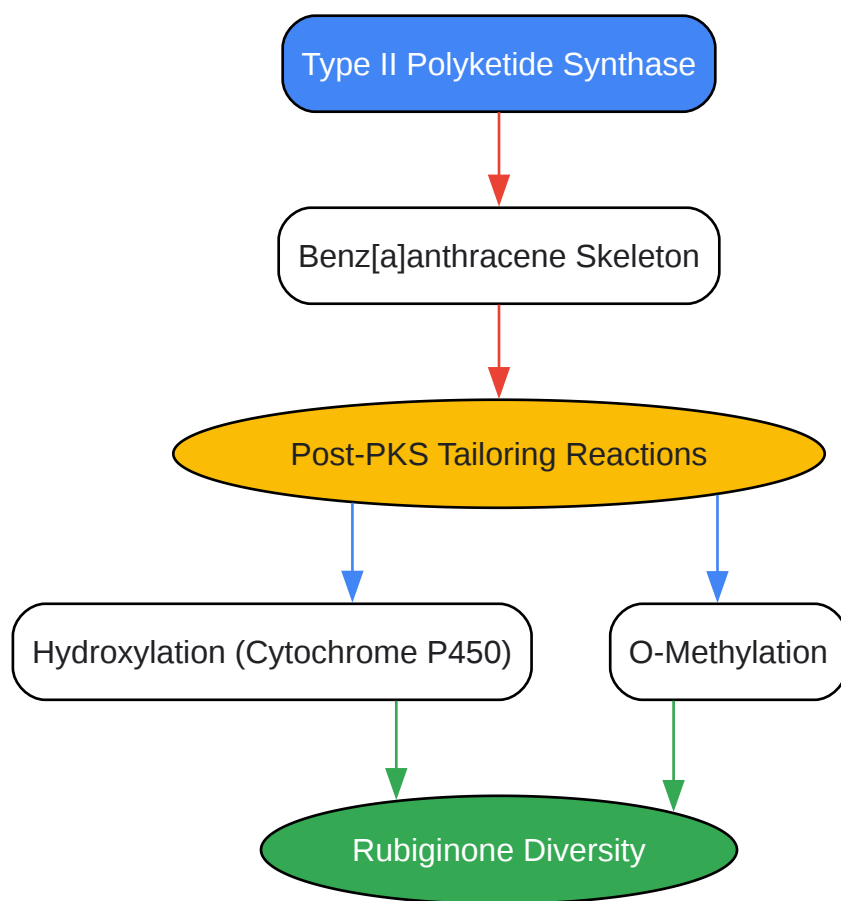 Type II Polyketide Synthase
Benz[a]anthracene Skeleton
Post-PKS Tailoring Reactions
Hydroxylation (Cytochrome P450)
O-Methylation
Rubiginone Diversity